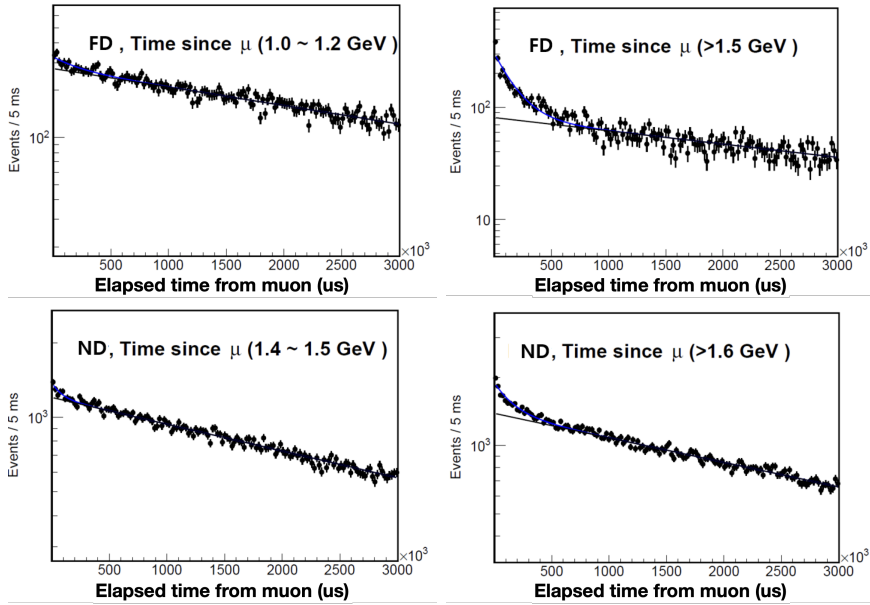 FD , Time since μ (1.0 ~ 1.2 GeV )
Events / 5 ms
10²
500 1000 1500 2000 2500 3000
×10³
Elapsed time from muon (us)
FD , Time since μ (>1.5 GeV )
Events / 5 ms
10²
10
500 1000 1500 2000 2500 3000
×10³
Elapsed time from muon (us)
ND, Time since μ (1.4 ~ 1.5 GeV )
Events / 5 ms
10³
500 1000 1500 2000 2500 3000
×10³
Elapsed time from muon (us)
ND, Time since μ (>1.6 GeV )
Events / 5 ms
10³
500 1000 1500 2000 2500 3000
×10³
Elapsed time from muon (us)